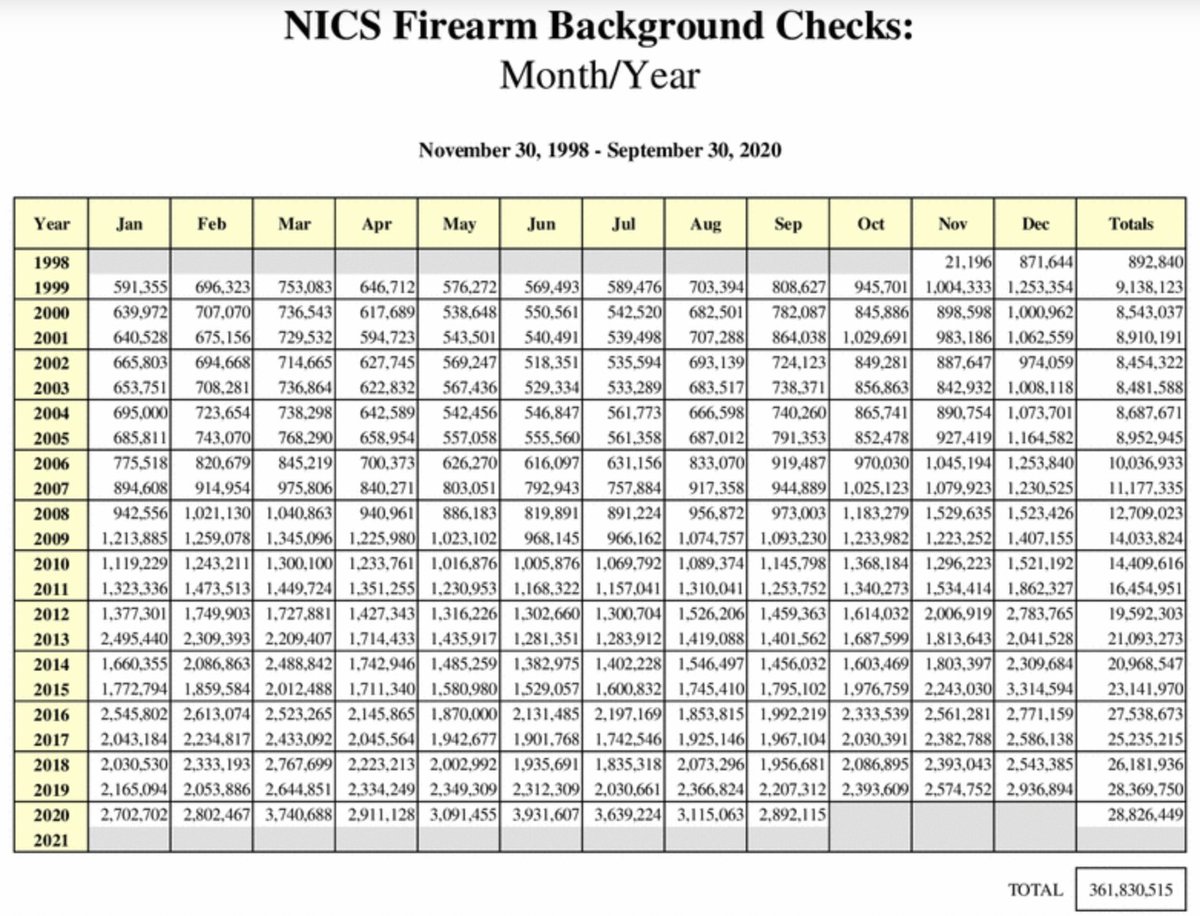 NICS Firearm Background Checks:
Month/Year
November 30, 1998 - September 30, 2020
Year Jan Feb Mar Apr May Jun Jul Aug Sep Oct Nov Dec Totals
1998 21,196 871,644 892,840
1999 591,355 696,323 753,083 646,712 576,272 569,493 589,476 703,394 808,627 945,701 1,004,333 1,253,354 9,138,123
2000 639,972 707,070 736,543 617,689 538,648 550,561 542,520 682,501 782,087 845,886 898,598 1,000,962 8,543,037
2001 640,528 675,156 729,532 594,723 543,501 540,491 539,498 707,288 864,038 1,029,691 983,186 1,062,559 8,910,191
2002 665,803 694,668 714,665 627,745 569,247 518,351 535,594 693,139 724,123 849,281 887,647 974,059 8,454,322
2003 653,751 708,281 736,864 622,832 567,436 529,334 533,289 683,517 738,371 856,863 842,932 1,008,118 8,481,588
2004 695,000 723,654 738,298 642,589 542,456 546,847 561,773 666,598 740,260 865,741 890,754 1,073,701 8,687,671
2005 685,811 743,070 768,290 658,954 557,058 555,560 561,358 687,012 791,353 852,478 927,419 1,164,582 8,952,945
2006 775,518 820,679 845,219 700,373 626,270 616,097 631,156 833,070 919,487 970,030 1,045,194 1,253,840 10,036,933
2007 894,608 914,954 975,806 840,271 803,051 792,943 757,884 917,358 944,889 1,025,123 1,079,923 1,230,525 11,177,335
2008 942,556 1,021,130 1,040,863 940,961 886,183 819,891 891,224 956,872 973,003 1,183,279 1,529,635 1,523,426 12,709,023
2009 1,213,885 1,259,078 1,345,096 1,225,980 1,023,102 968,145 966,162 1,074,757 1,093,230 1,233,982 1,223,252 1,407,155 14,033,824
2010 1,119,229 1,243,211 1,300,100 1,233,761 1,016,876 1,005,876 1,069,792 1,089,374 1,145,798 1,368,184 1,296,223 1,521,192 14,409,616
2011 1,323,336 1,473,513 1,449,724 1,351,255 1,230,953 1,168,322 1,157,041 1,310,041 1,253,752 1,340,273 1,534,414 1,862,327 16,454,951
2012 1,377,301 1,749,903 1,727,881 1,427,343 1,316,226 1,302,660 1,300,704 1,526,206 1,459,363 1,614,032 2,006,919 2,783,765 19,592,303
2013 2,495,440 2,309,393 2,209,407 1,714,433 1,435,917 1,281,351 1,283,912 1,419,088 1,401,562 1,687,599 1,813,643 2,041,528 21,093,273
2014 1,660,355 2,086,863 2,488,842 1,742,946 1,485,259 1,382,975 1,402,228 1,546,497 1,456,032 1,603,469 1,803,397 2,309,684 20,968,547
2015 1,772,794 1,859,584 2,012,488 1,711,340 1,580,980 1,529,057 1,600,832 1,745,410 1,795,102 1,976,759 2,243,030 3,314,594 23,141,970
2016 2,545,802 2,613,074 2,523,265 2,145,865 1,870,000 2,131,485 2,197,169 1,853,815 1,992,219 2,333,539 2,561,281 2,771,159 27,538,673
2017 2,043,184 2,234,817 2,433,092 2,045,564 1,942,677 1,901,768 1,742,546 1,925,146 1,967,104 2,030,391 2,382,788 2,586,138 25,235,215
2018 2,030,530 2,333,193 2,767,699 2,223,213 2,002,992 1,935,691 1,835,318 2,073,296 1,956,681 2,086,895 2,393,043 2,543,385 26,181,936
2019 2,165,094 2,053,886 2,644,851 2,334,249 2,349,309 2,312,309 2,030,661 2,366,824 2,207,312 2,393,609 2,574,752 2,936,894 28,369,750
2020 2,702,702 2,802,467 3,740,688 2,911,128 3,091,455 3,931,607 3,639,224 3,115,063 2,892,115 28,826,449
2021
TOTAL 361,830,515